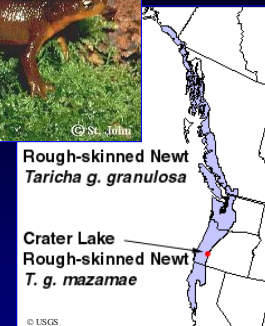 © St. John
Rough-skinned Newt
Taricha g. granulosa
Crater Lake
Rough-skinned Newt
T. g. mazamae
© USGS